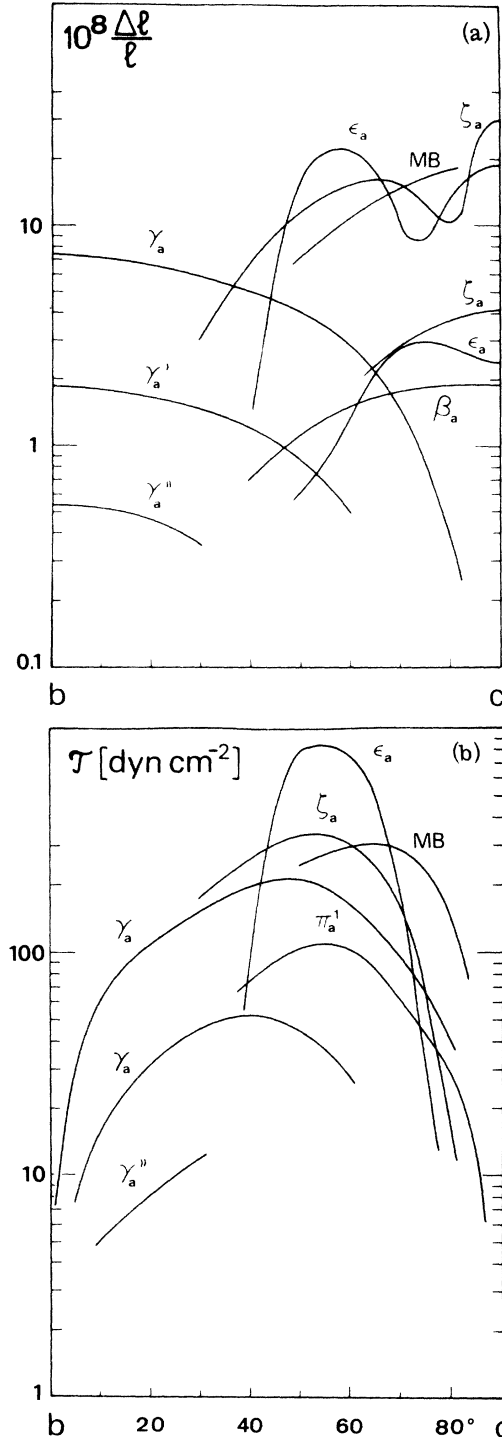 10⁸ Δℓ/ℓ (a)
ζₐ
εₐ
MB
10
γₐ
ζₐ
εₐ
γₐ'
βₐ
1
γₐ"
0.1
b c
τ [dyn cm⁻²] (b)
εₐ
ζₐ
MB
γₐ
πₐ¹
100
γₐ
γₐ"
10
1
b 20 40 60 80° c